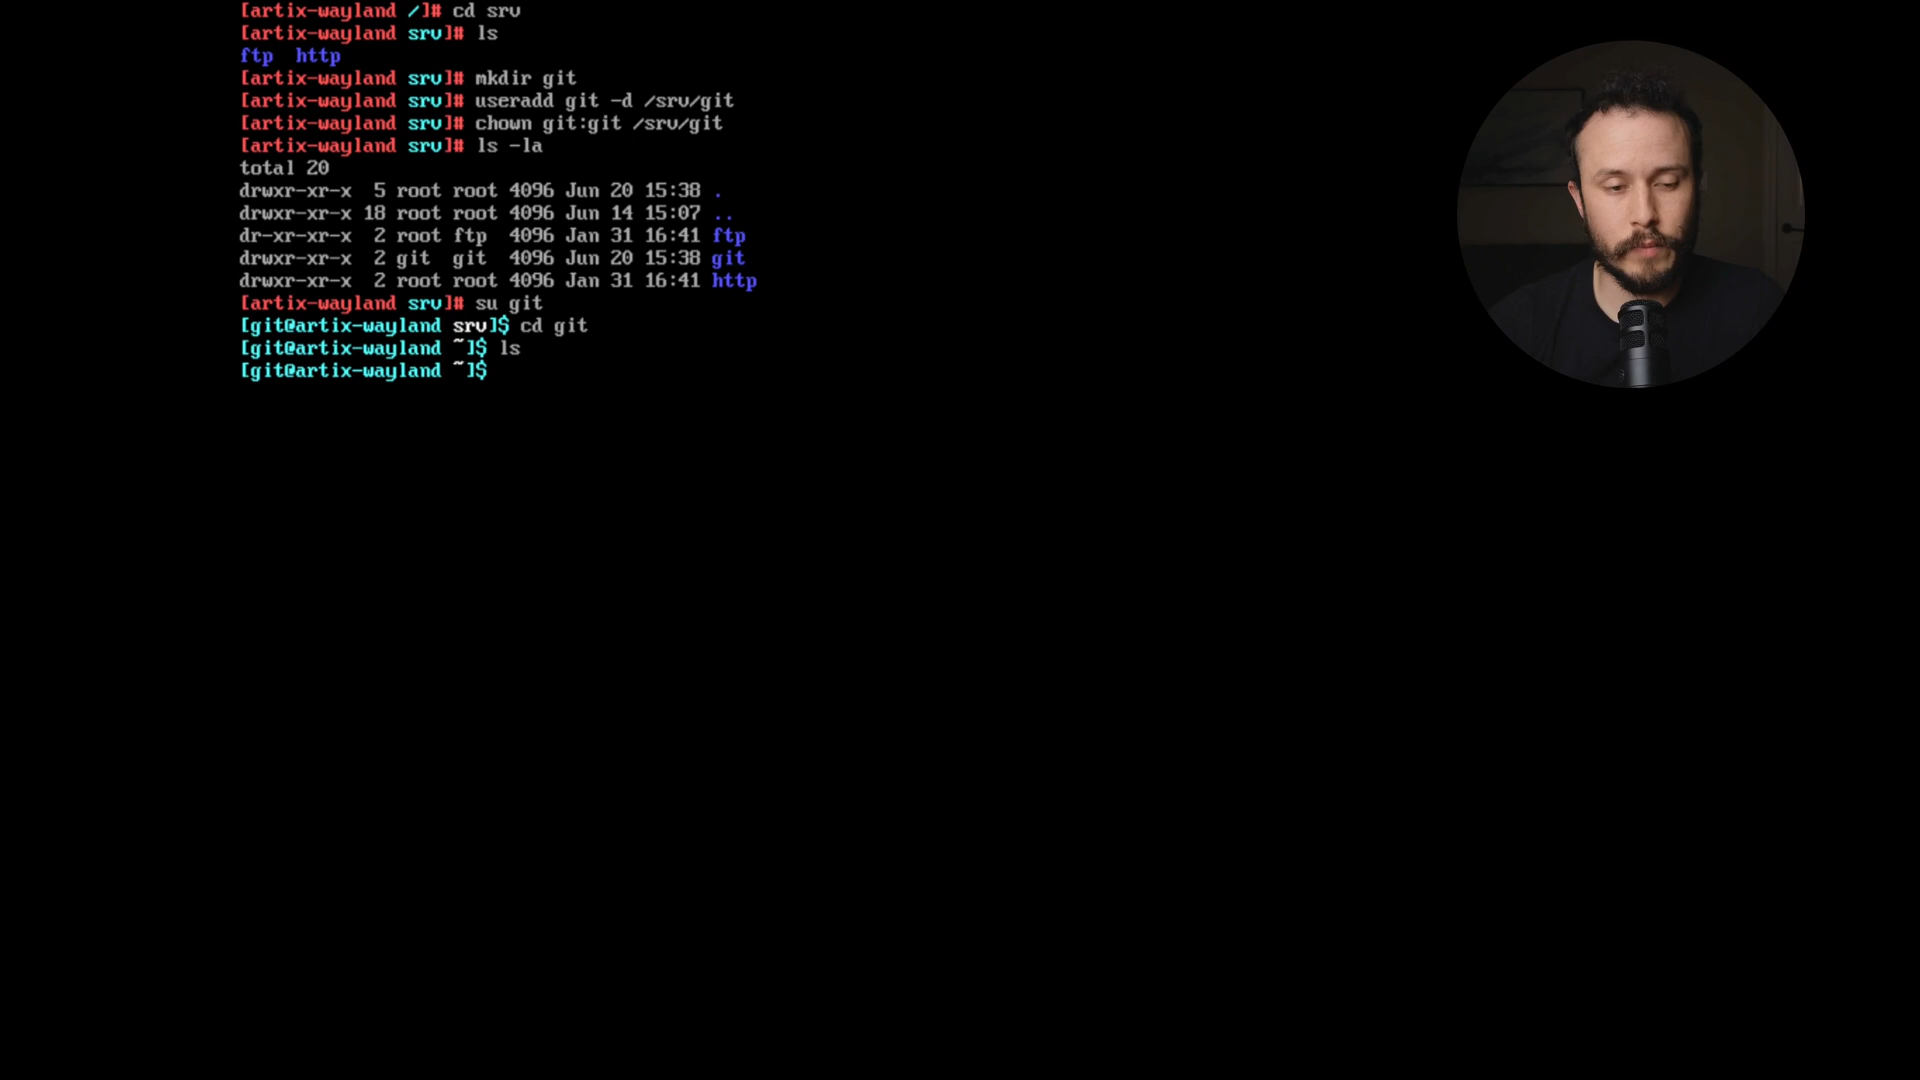 [artix-wayland /]# cd srv
[artix-wayland srv]# ls
ftp  http
[artix-wayland srv]# mkdir git
[artix-wayland srv]# useradd git -d /srv/git
[artix-wayland srv]# chown git:git /srv/git
[artix-wayland srv]# ls -la
total 20
drwxr-xr-x  5 root root 4096 Jun 20 15:38 .
drwxr-xr-x 18 root root 4096 Jun 14 15:07 ..
dr-xr-xr-x  2 root ftp  4096 Jan 31 16:41 ftp
drwxr-xr-x  2 git  git  4096 Jun 20 15:38 git
drwxr-xr-x  2 root root 4096 Jan 31 16:41 http
[artix-wayland srv]# su git
[git@artix-wayland srv]$ cd git
[git@artix-wayland ~]$ ls
[git@artix-wayland ~]$